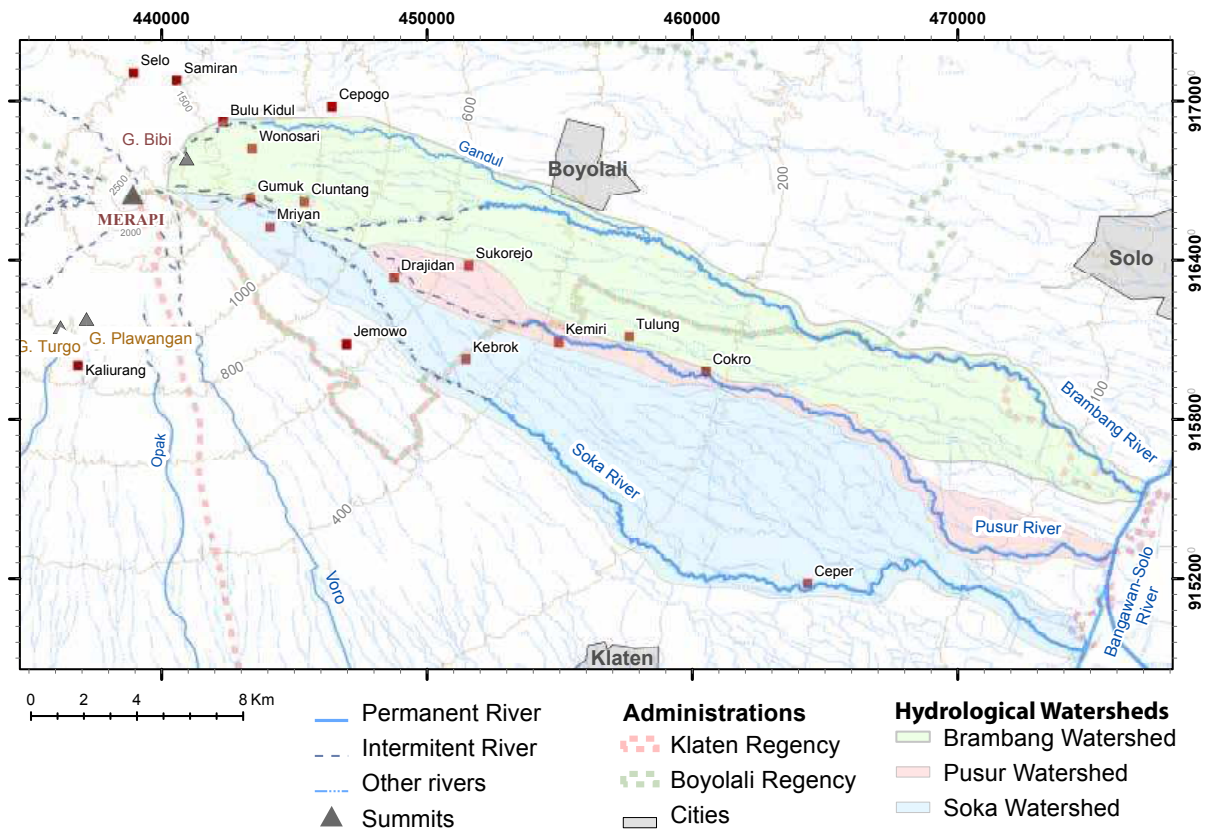 440000
450000
460000
470000
Selo
Samiran
1500
Cepogo
600
9170000
Bulu Kidul
G. Bibi
Wonosari
Gandul
Boyolali
200
2500
Gumuk
Cluntang
MERAPI
Mriyan
2000
Solo
9164000
Sukorejo
Drajidan
1000
G. Plawangan
G. Turgo
Jemowo
Kemiri
Tulung
Kebrok
Cokro
Kaliurang
800
100
Brambang River
9158000
Opak
Soka River
400
Pusur River
Voro
Ceper
9152000
Bangawan-Solo
River
Klaten
0 2 4 8 Km
Permanent River
Intermitent River
Other rivers
Summits
Administrations
Klaten Regency
Boyolali Regency
Cities
Hydrological Watersheds
Brambang Watershed
Pusur Watershed
Soka Watershed